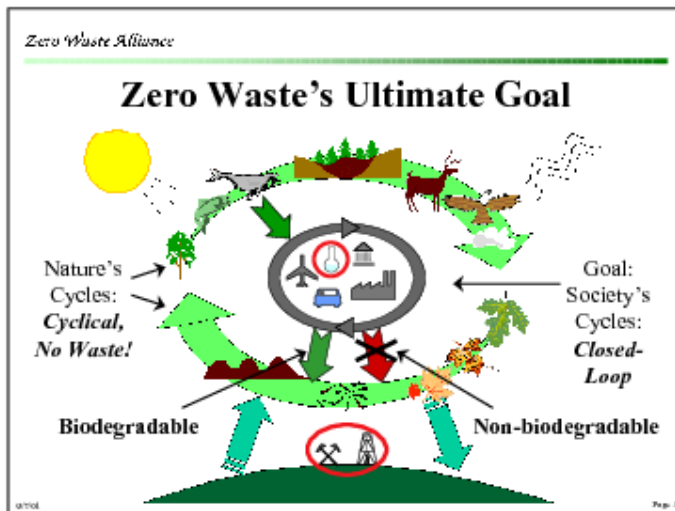 Zero Waste Alliance
Zero Waste's Ultimate Goal
Nature's
Cycles:
Cyclical,
No Waste!
Goal:
Society's
Cycles:
Closed-
Loop
Biodegradable
Non-biodegradable
Page